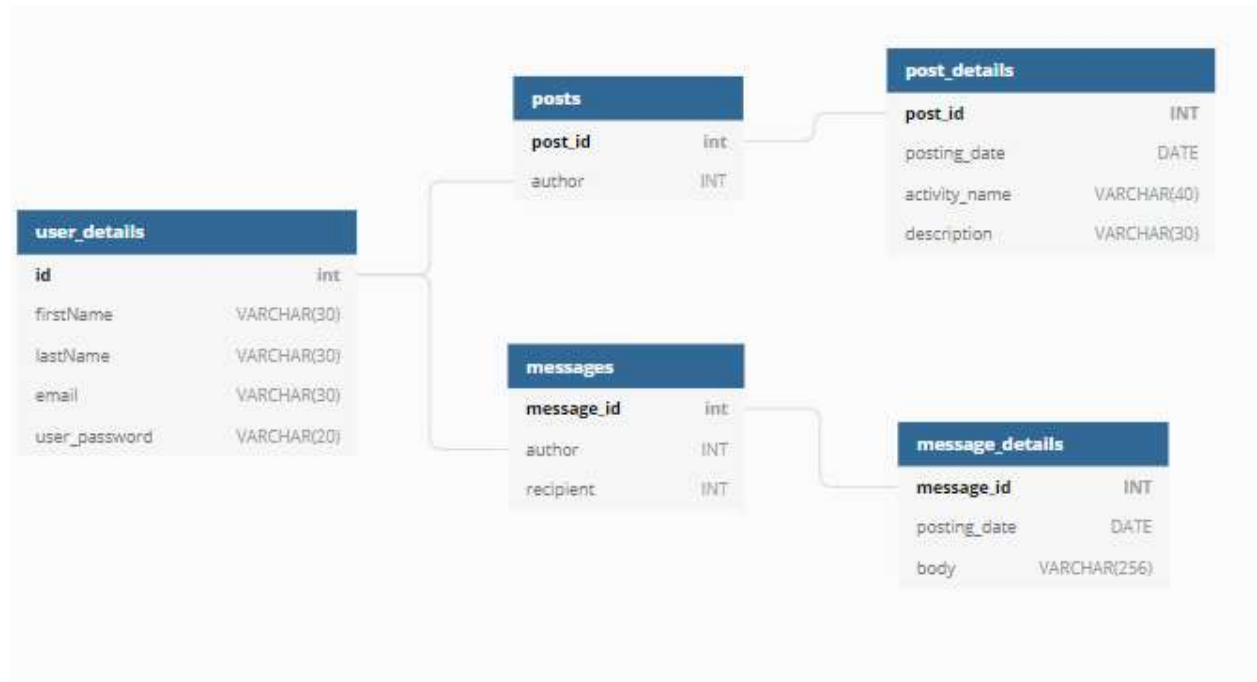 user_details
id int
firstName VARCHAR(30)
lastName VARCHAR(30)
email VARCHAR(30)
user_password VARCHAR(20)
posts
post_id int
author INT
messages
message_id int
author INT
recipient INT
post_details
post_id INT
posting_date DATE
activity_name VARCHAR(40)
description VARCHAR(30)
message_details
message_id INT
posting_date DATE
body VARCHAR(256)